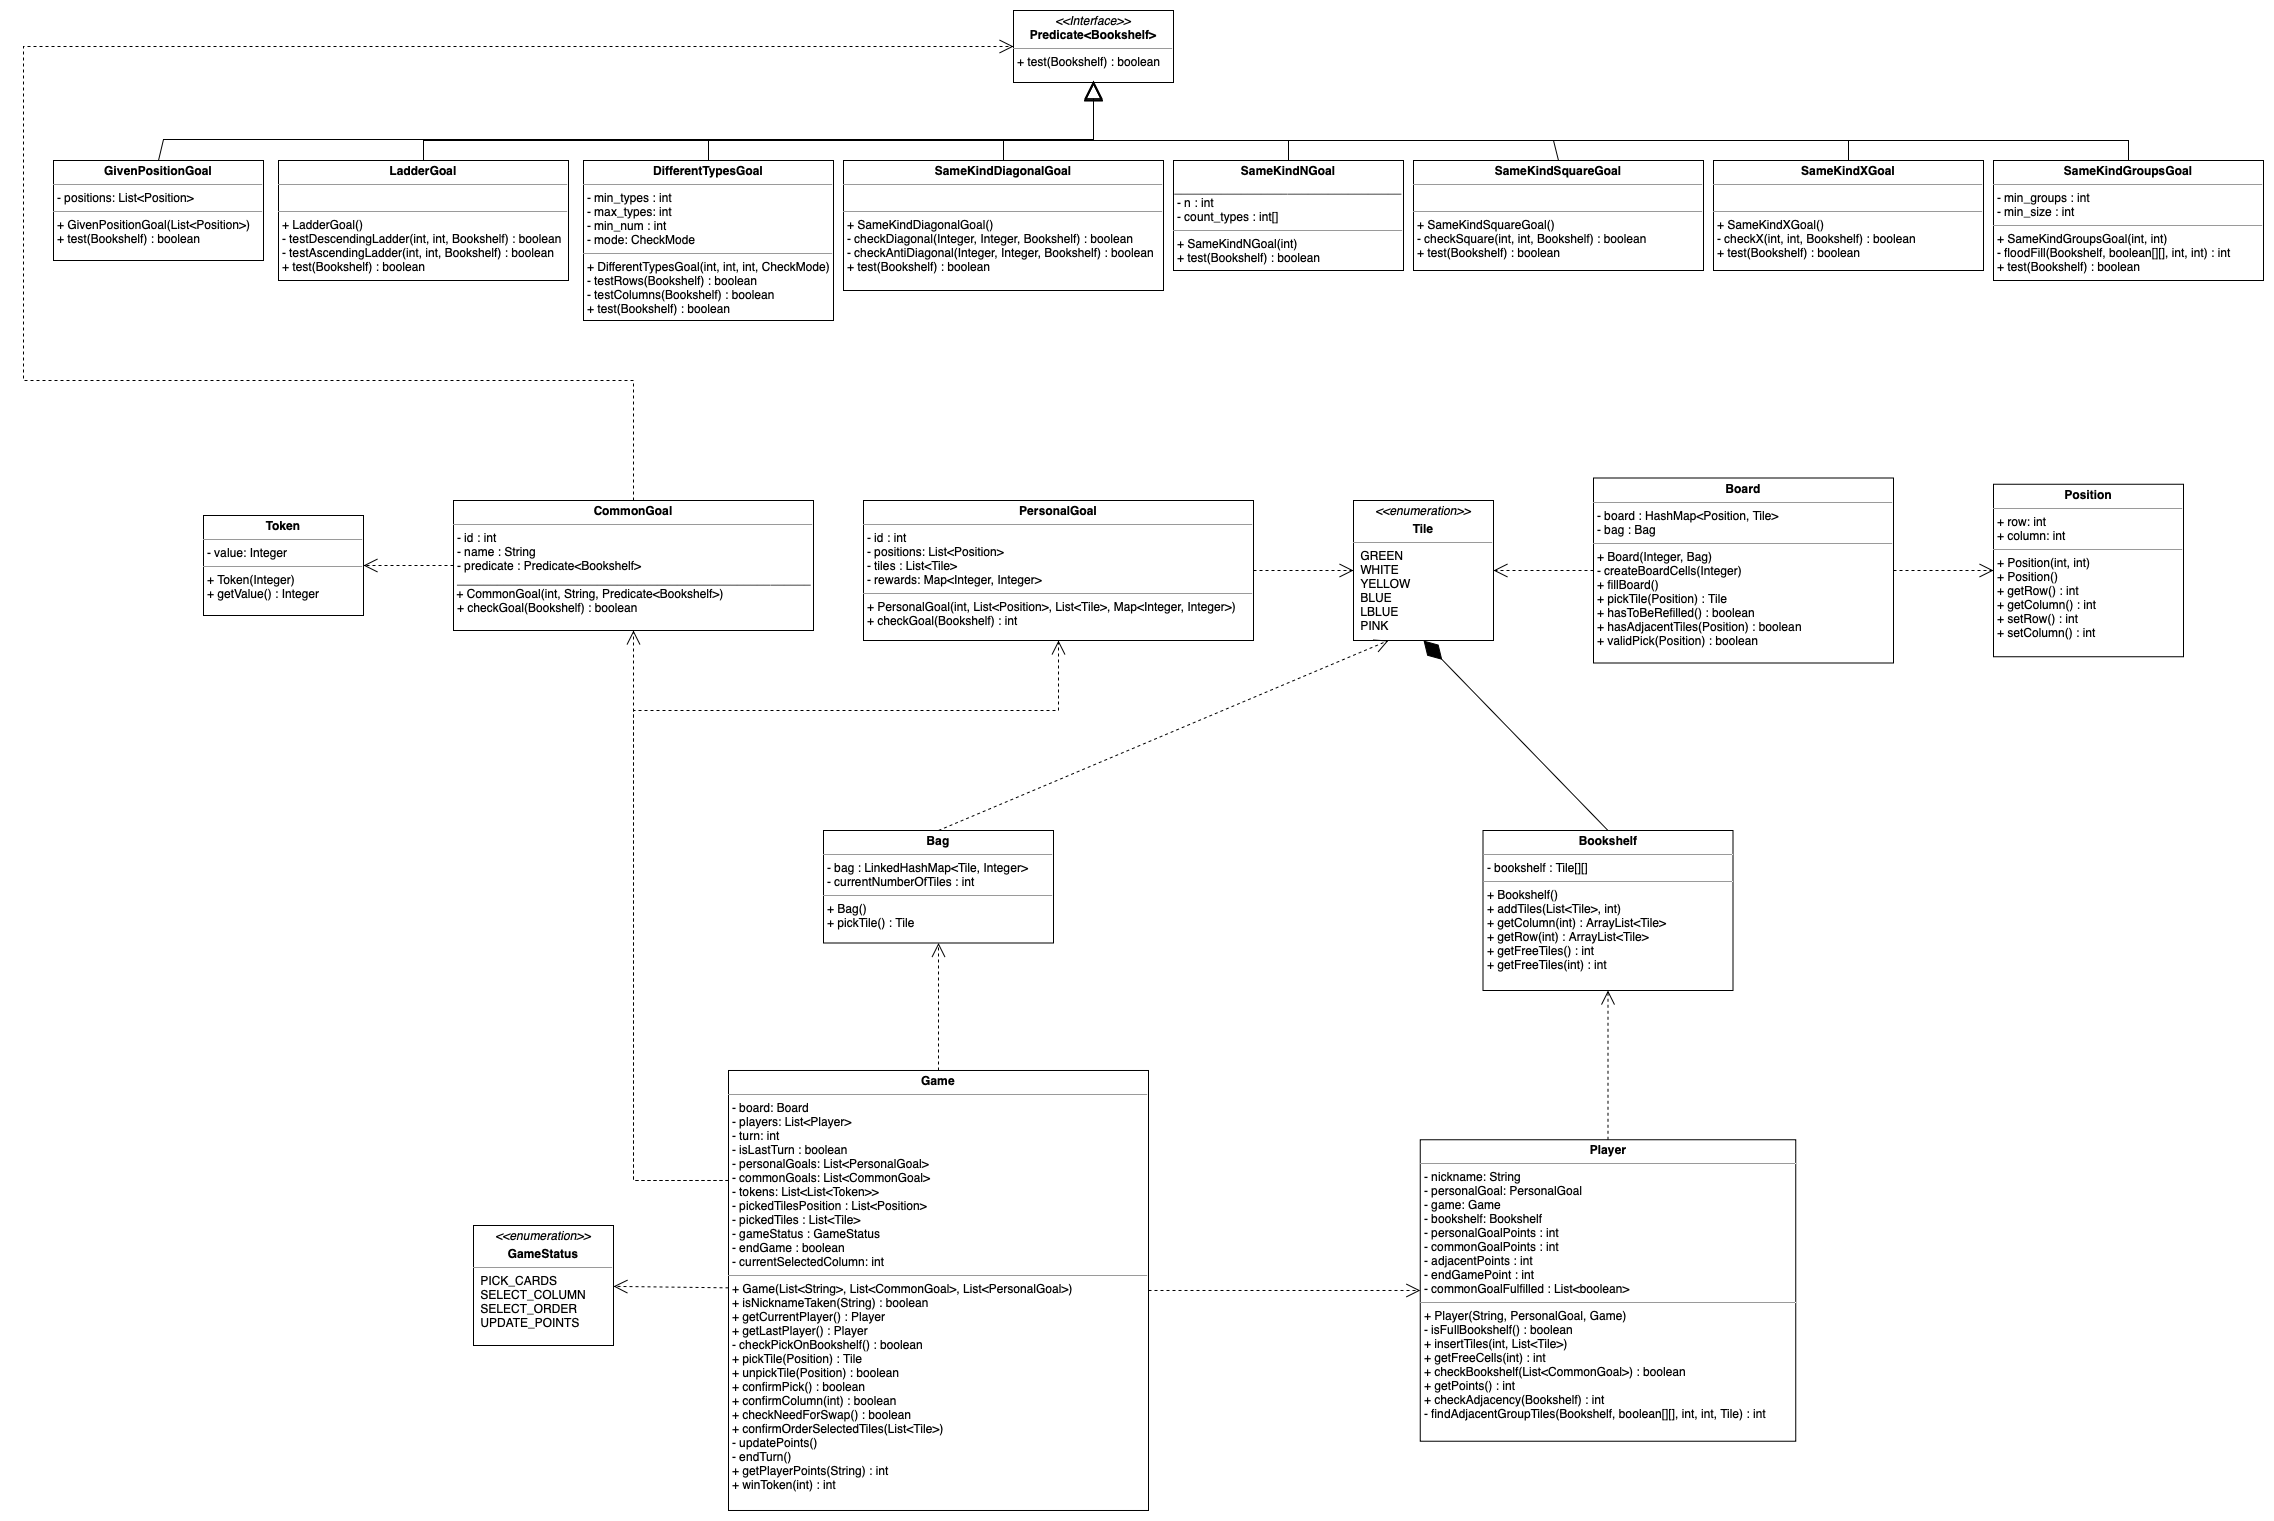 <<Interface>>
Predicate<Bookshelf>
+ test(Bookshelf) : boolean
GivenPositionGoal
- positions: List<Position>
+ GivenPositionGoal(List<Position>)
+ test(Bookshelf) : boolean
LadderGoal
+ LadderGoal()
- testDescendingLadder(int, int, Bookshelf) : boolean
- testAscendingLadder(int, int, Bookshelf) : boolean
+ test(Bookshelf) : boolean
DifferentTypesGoal
- min_types : int
- max_types: int
- min_num : int
- mode: CheckMode
+ DifferentTypesGoal(int, int, int, CheckMode)
- testRows(Bookshelf) : boolean
- testColumns(Bookshelf) : boolean
+ test(Bookshelf) : boolean
SameKindDiagonalGoal
+ SameKindDiagonalGoal()
- checkDiagonal(Integer, Integer, Bookshelf) : boolean
- checkAntiDiagonal(Integer, Integer, Bookshelf) : boolean
+ test(Bookshelf) : boolean
SameKindNGoal
- n : int
- count_types : int[]
+ SameKindNGoal(int)
+ test(Bookshelf) : boolean
SameKindSquareGoal
+ SameKindSquareGoal()
- checkSquare(int, int, Bookshelf) : boolean
+ test(Bookshelf) : boolean
SameKindXGoal
+ SameKindXGoal()
- checkX(int, int, Bookshelf) : boolean
+ test(Bookshelf) : boolean
SameKindGroupsGoal
- min_groups : int
- min_size : int
+ SameKindGroupsGoal(int, int)
- floodFill(Bookshelf, boolean[][], int, int) : int
+ test(Bookshelf) : boolean
Token
- value: Integer
+ Token(Integer)
+ getValue() : Integer
CommonGoal
- id : int
- name : String
- predicate : Predicate<Bookshelf>
+ CommonGoal(int, String, Predicate<Bookshelf>)
+ checkGoal(Bookshelf) : boolean
PersonalGoal
- id : int
- positions: List<Position>
- tiles : List<Tile>
- rewards: Map<Integer, Integer>
+ PersonalGoal(int, List<Position>, List<Tile>, Map<Integer, Integer>)
+ checkGoal(Bookshelf) : int
<<enumeration>>
Tile
GREEN
WHITE
YELLOW
BLUE
LBLUE
PINK
Board
- board : HashMap<Position, Tile>
- bag : Bag
+ Board(Integer, Bag)
- createBoardCells(Integer)
+ fillBoard()
+ pickTile(Position) : Tile
+ hasToBeRefilled() : boolean
+ hasAdjacentTiles(Position) : boolean
+ validPick(Position) : boolean
Position
+ row: int
+ column: int
+ Position(int, int)
+ Position()
+ getRow() : int
+ getColumn() : int
+ setRow() : int
+ setColumn() : int
Bag
- bag : LinkedHashMap<Tile, Integer>
- currentNumberOfTiles : int
+ Bag()
+ pickTile() : Tile
Bookshelf
- bookshelf : Tile[][]
+ Bookshelf()
+ addTiles(List<Tile>, int)
+ getColumn(int) : ArrayList<Tile>
+ getRow(int) : ArrayList<Tile>
+ getFreeTiles() : int
+ getFreeTiles(int) : int
Game
- board: Board
- players: List<Player>
- turn: int
- isLastTurn : boolean
- personalGoals: List<PersonalGoal>
- commonGoals: List<CommonGoal>
- tokens: List<List<Token>>
- pickedTilesPosition : List<Position>
- pickedTiles : List<Tile>
- gameStatus : GameStatus
- endGame : boolean
- currentSelectedColumn: int
+ Game(List<String>, List<CommonGoal>, List<PersonalGoal>)
+ isNicknameTaken(String) : boolean
+ getCurrentPlayer() : Player
+ getLastPlayer() : Player
- checkPickOnBookshelf() : boolean
+ pickTile(Position) : Tile
+ unpickTile(Position) : boolean
+ confirmPick() : boolean
+ confirmColumn(int) : boolean
+ checkNeedForSwap() : boolean
+ confirmOrderSelectedTiles(List<Tile>)
- updatePoints()
- endTurn()
+ getPlayerPoints(String) : int
+ winToken(int) : int
<<enumeration>>
GameStatus
PICK_CARDS
SELECT_COLUMN
SELECT_ORDER
UPDATE_POINTS
Player
- nickname: String
- personalGoal: PersonalGoal
- game: Game
- bookshelf: Bookshelf
- personalGoalPoints : int
- commonGoalPoints : int
- adjacentPoints : int
- endGamePoint : int
- commonGoalFulfilled : List<boolean>
+ Player(String, PersonalGoal, Game)
- isFullBookshelf() : boolean
+ insertTiles(int, List<Tile>)
+ getFreeCells(int) : int
+ checkBookshelf(List<CommonGoal>) : boolean
+ getPoints() : int
+ checkAdjacency(Bookshelf) : int
- findAdjacentGroupTiles(Bookshelf, boolean[][], int, int, Tile) : int